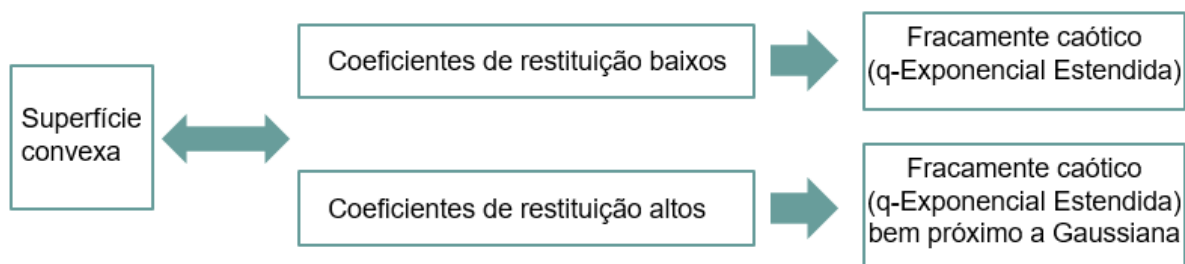 Superfície
convexa
Coeficientes de restituição baixos
Fracamente caótico
(q-Exponencial Estendida)
Coeficientes de restituição altos
Fracamente caótico
(q-Exponencial Estendida)
bem próximo a Gaussiana